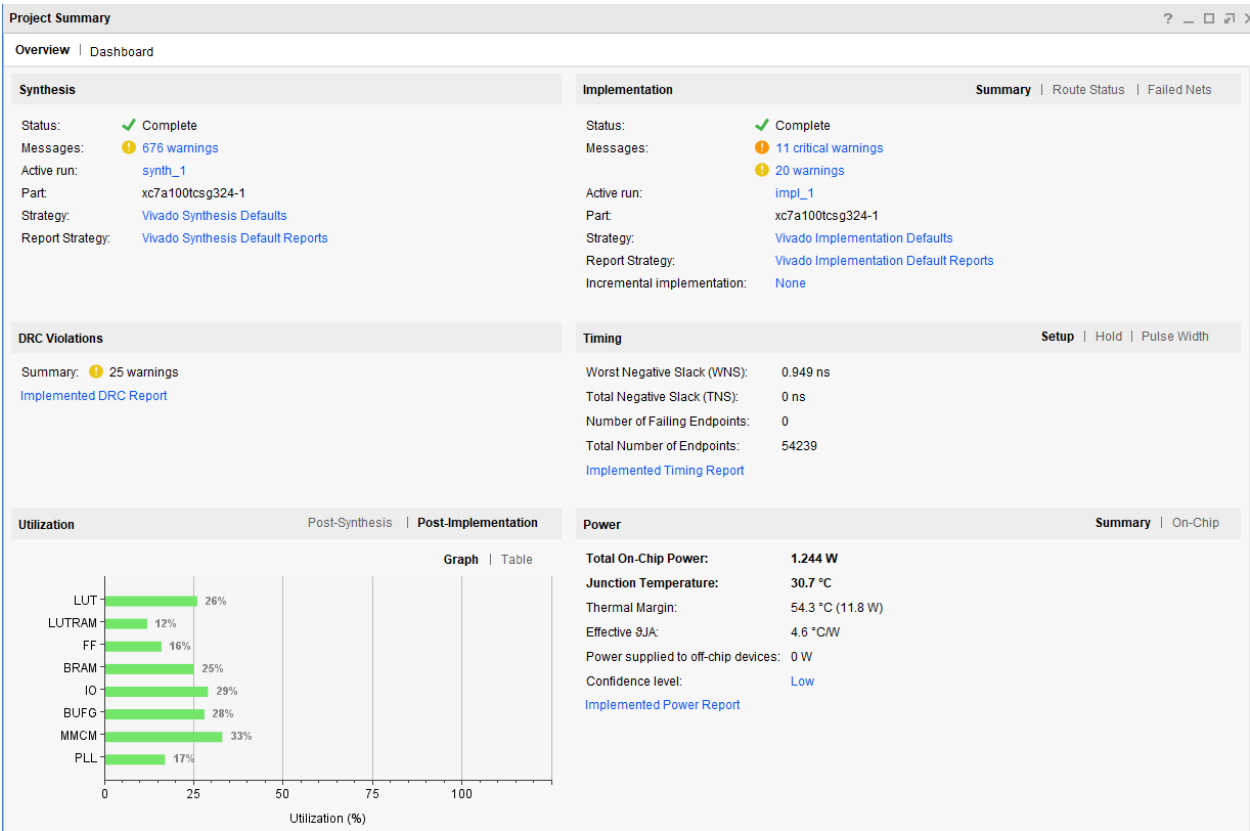 Project Summary
Overview | Dashboard
Synthesis
Status: Complete
Messages: 676 warnings
Active run: synth_1
Part: xc7a100tcsg324-1
Strategy: Vivado Synthesis Defaults
Report Strategy: Vivado Synthesis Default Reports
Implementation Summary | Route Status | Failed Nets
Status: Complete
Messages: 11 critical warnings
20 warnings
Active run: impl_1
Part: xc7a100tcsg324-1
Strategy: Vivado Implementation Defaults
Report Strategy: Vivado Implementation Default Reports
Incremental implementation: None
DRC Violations
Summary: 25 warnings
Implemented DRC Report
Timing Setup | Hold | Pulse Width
Worst Negative Slack (WNS): 0.949 ns
Total Negative Slack (TNS): 0 ns
Number of Failing Endpoints: 0
Total Number of Endpoints: 54239
Implemented Timing Report
Utilization Post-Synthesis | Post-Implementation
Graph | Table
LUT 26%
LUTRAM 12%
FF 16%
BRAM 25%
IO 29%
BUFG 28%
MMCM 33%
PLL 17%
0 25 50 75 100
Utilization (%)
Power Summary | On-Chip
Total On-Chip Power: 1.244 W
Junction Temperature: 30.7 °C
Thermal Margin: 54.3 °C (11.8 W)
Effective ϑJA: 4.6 °C/W
Power supplied to off-chip devices: 0 W
Confidence level: Low
Implemented Power Report